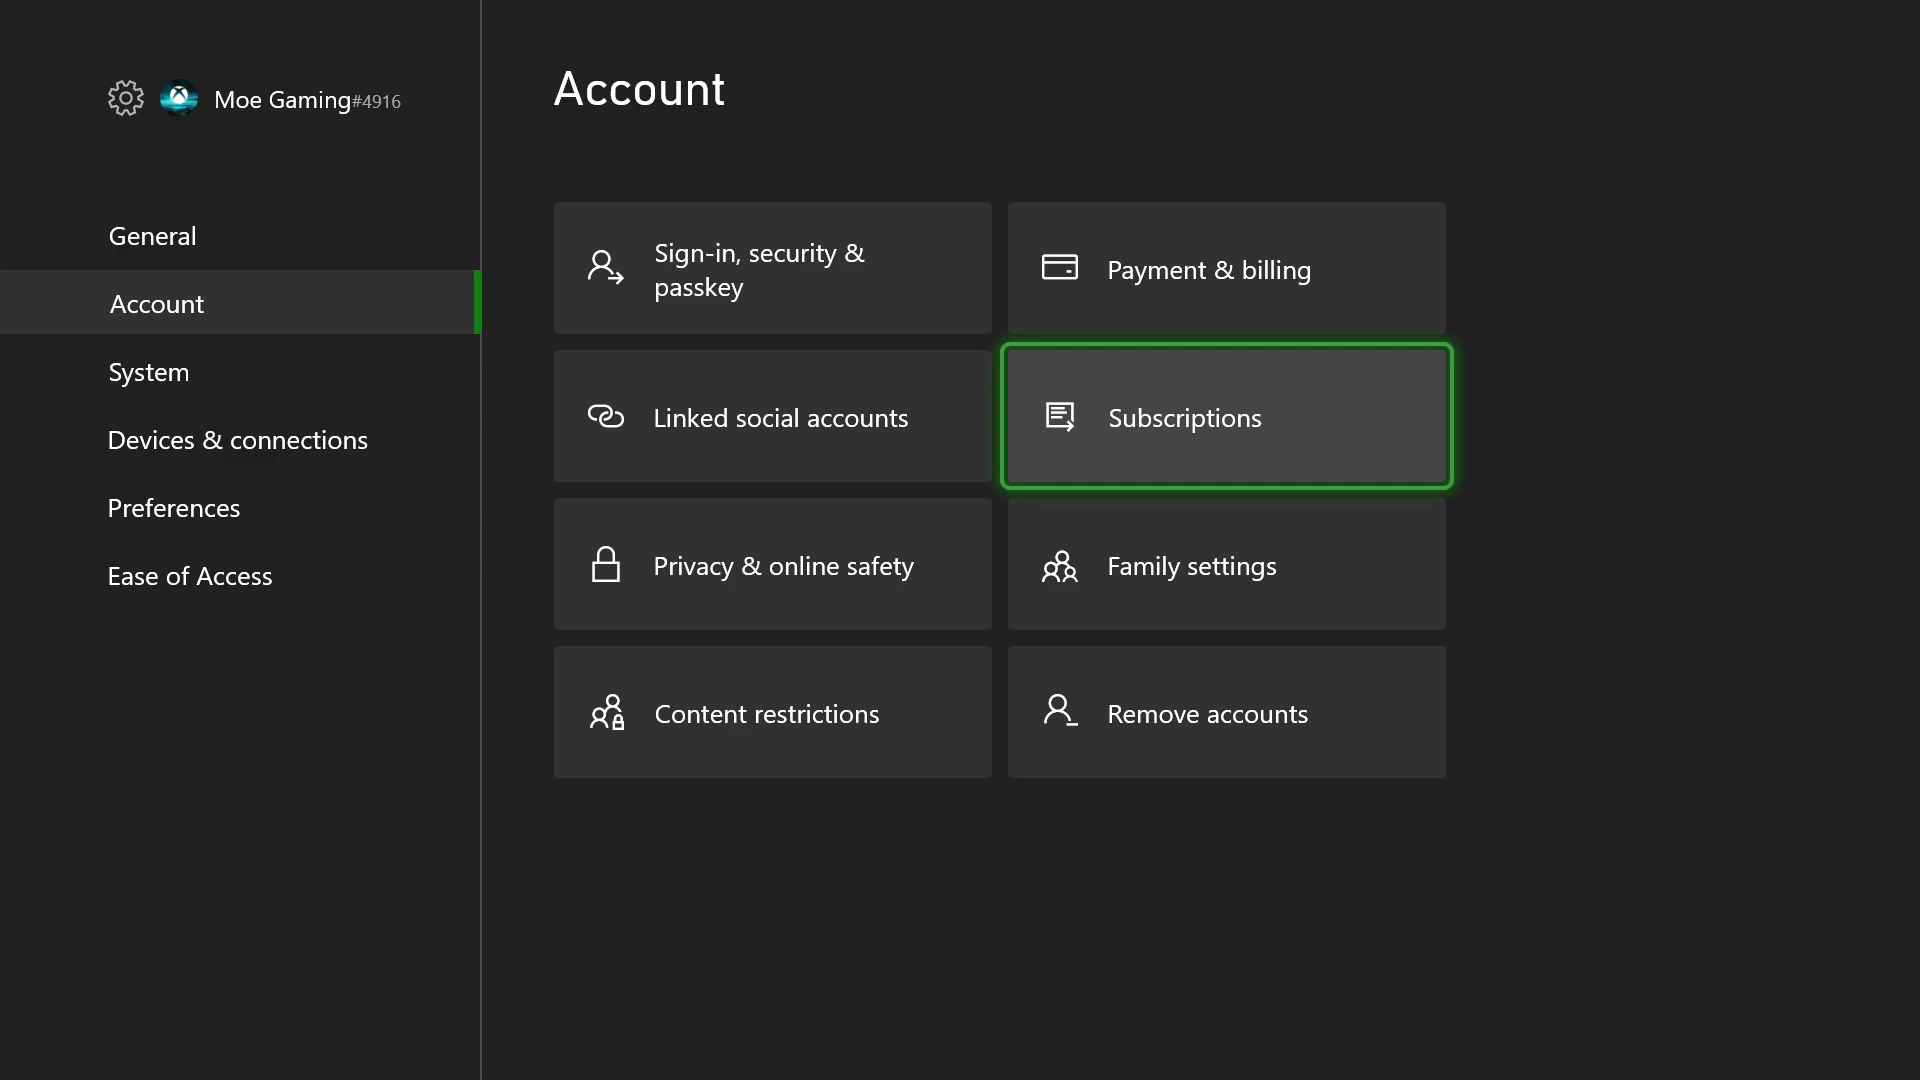 Moe Gaming#4916
General
Account
System
Devices & connections
Preferences
Ease of Access
Account
Sign-in, security &
passkey
Payment & billing
Linked social accounts
Subscriptions
Privacy & online safety
Family settings
Content restrictions
Remove accounts